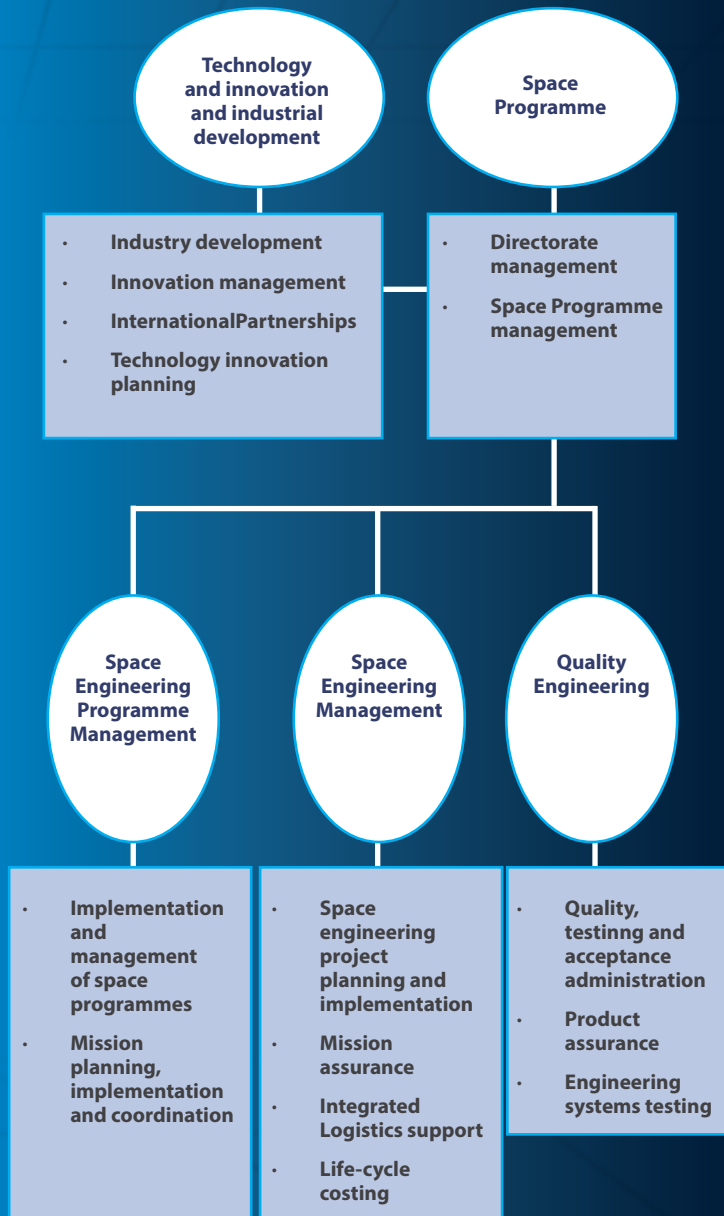 Technology
and innovation
and industrial
development
Space
Programme
· Industry development
· Innovation management
· InternationalPartnerships
· Technology innovation
planning
· Directorate
management
· Space Programme
management
Space
Engineering
Programme
Management
Space
Engineering
Management
Quality
Engineering
· Implementation
and
management
of space
programmes
· Mission
planning,
implementation
and coordination
· Space
engineering
project
planning and
implementation
· Mission
assurance
· Integrated
Logistics support
· Life-cycle
costing
· Quality,
testinng and
acceptance
administration
· Product
assurance
· Engineering
systems testing